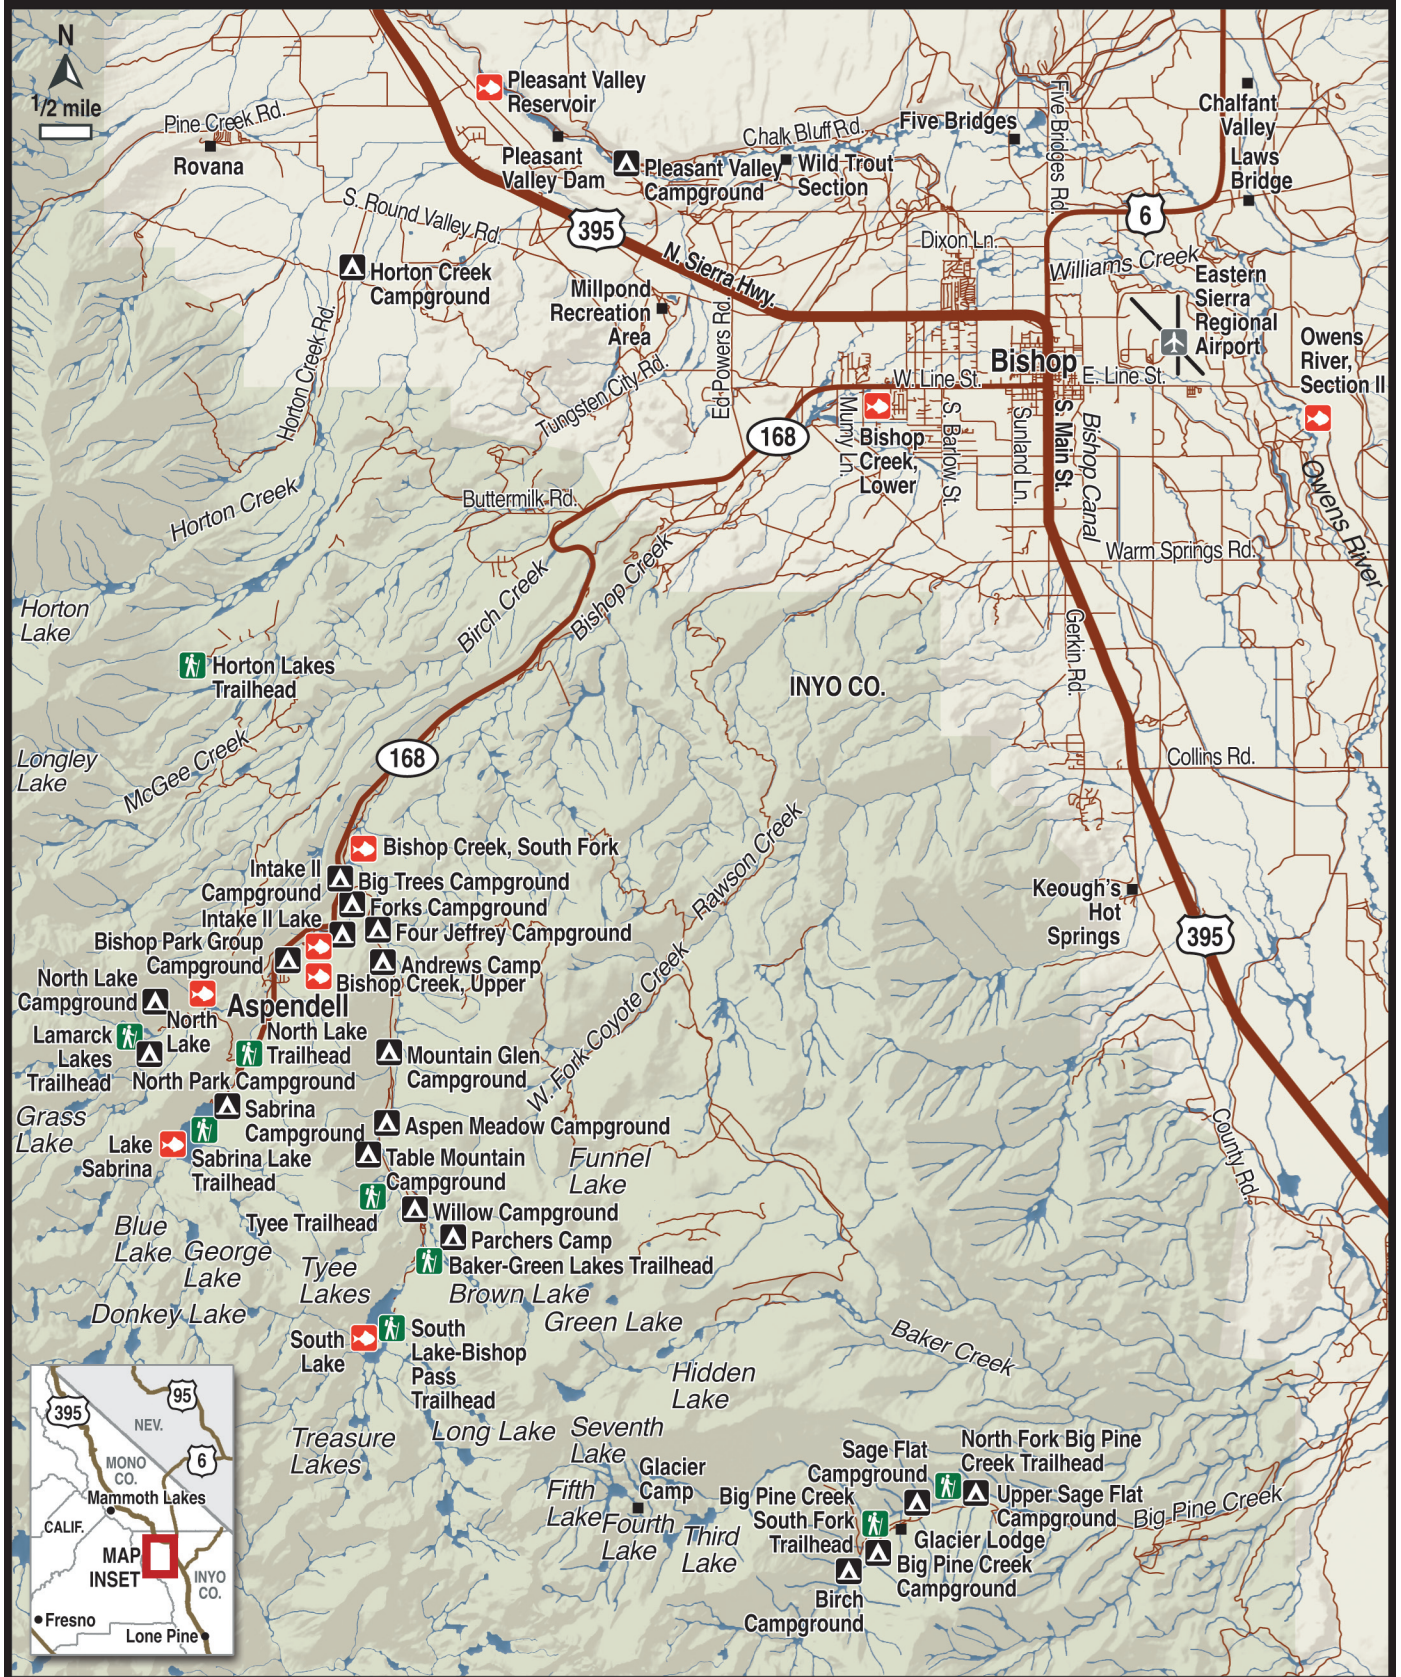 N
1/2 mile
Pine Creek Rd.
Rovana
Pleasant Valley
Reservoir
Pleasant
Valley Dam
Pleasant Valley
Campground
Chalk Bluff Rd.
Wild Trout
Section
Five Bridges
Five Bridges Rd.
Chalfant
Valley
Laws
Bridge
6
S. Round Valley Rd.
395
N. Sierra Hwy.
Dixon Ln.
Williams Creek
Eastern
Sierra
Regional
Airport
Horton Creek
Campground
Millpond
Recreation
Area
Owens
River,
Section II
Horton Creek Rd.
Tungsten City Rd.
Ed Powers Rd.
Bishop
W. Line St.
E. Line St.
168
Mumy Ln.
Bishop
Creek,
Lower
S. Barlow St.
Sunland Ln.
S. Main St.
Bishop Canal
Owens River
Buttermilk Rd.
Horton Creek
Warm Springs Rd.
Birch Creek
Bishop Creek
Horton
Lake
Gerkin Rd.
Horton Lakes
Trailhead
INYO CO.
Longley
Lake
McGee Creek
168
Collins Rd.
Rawson Creek
Bishop Creek, South Fork
Intake II
Campground
Big Trees Campground
Forks Campground
Intake II Lake
Four Jeffrey Campground
Keough's
Hot
Springs
395
Bishop Park Group
Campground
Andrews Camp
Bishop Creek, Upper
North Lake
Campground
Aspendell
North
Lake
Lamarck
Lakes
Trailhead
North Lake
Trailhead
North Park Campground
Mountain Glen
Campground
W. Fork Coyote Creek
Grass
Lake
Sabrina
Campground
Aspen Meadow Campground
County Rd.
Lake
Sabrina
Sabrina Lake
Trailhead
Table Mountain
Campground
Funnel
Lake
Tyee Trailhead
Willow Campground
Blue
Lake
George
Lake
Parchers Camp
Baker-Green Lakes Trailhead
Tyee
Lakes
Brown Lake
Donkey Lake
Green Lake
South
Lake
South
Lake-Bishop
Pass
Trailhead
Baker Creek
Hidden
Lake
Treasure
Lakes
Long Lake
Seventh
Lake
Glacier
Camp
Fifth
Lake
Fourth
Lake
Third
Lake
Sage Flat
Campground
North Fork Big Pine
Creek Trailhead
Big Pine Creek
South Fork
Trailhead
Upper Sage Flat
Campground
Big Pine Creek
Glacier Lodge
Big Pine Creek
Campground
Birch
Campground
395
95
NEV.
6
MONO
CO.
Mammoth Lakes
CALIF.
MAP
INSET
INYO
CO.
Fresno
Lone Pine